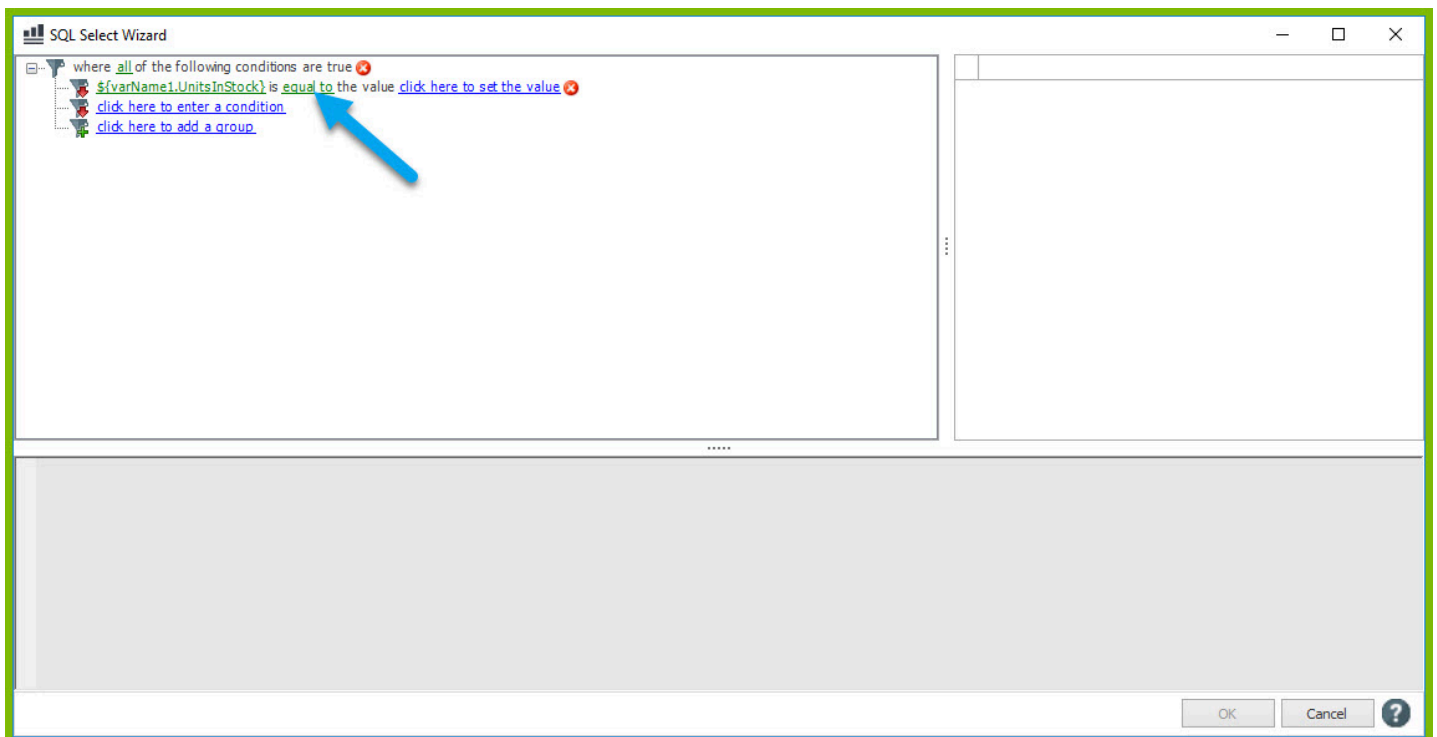 SQL Select Wizard
where all of the following conditions are true
${varName1.UnitsInStock} is equal to the value click here to set the value
click here to enter a condition
click here to add a group
OK Cancel ?